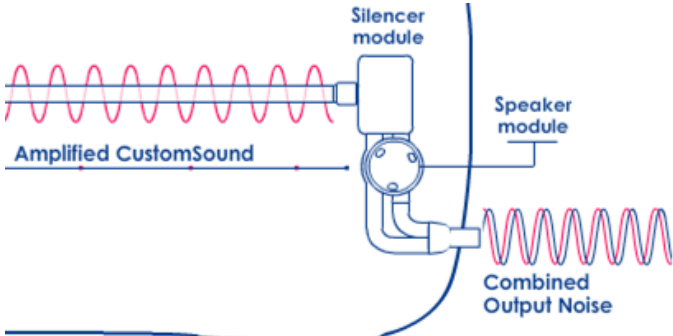 Silencer
module
Speaker
module
Amplified CustomSound
Combined
Output Noise